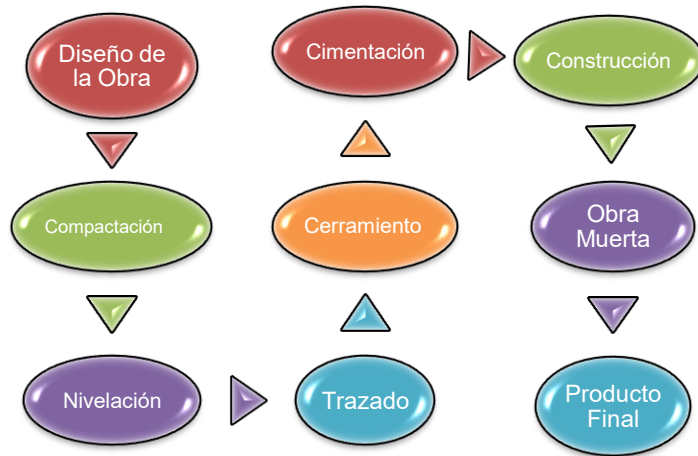 Diseño de
la Obra
Compactación
Nivelación
Trazado
Cerramiento
Cimentación
Construcción
Obra
Muerta
Producto
Final